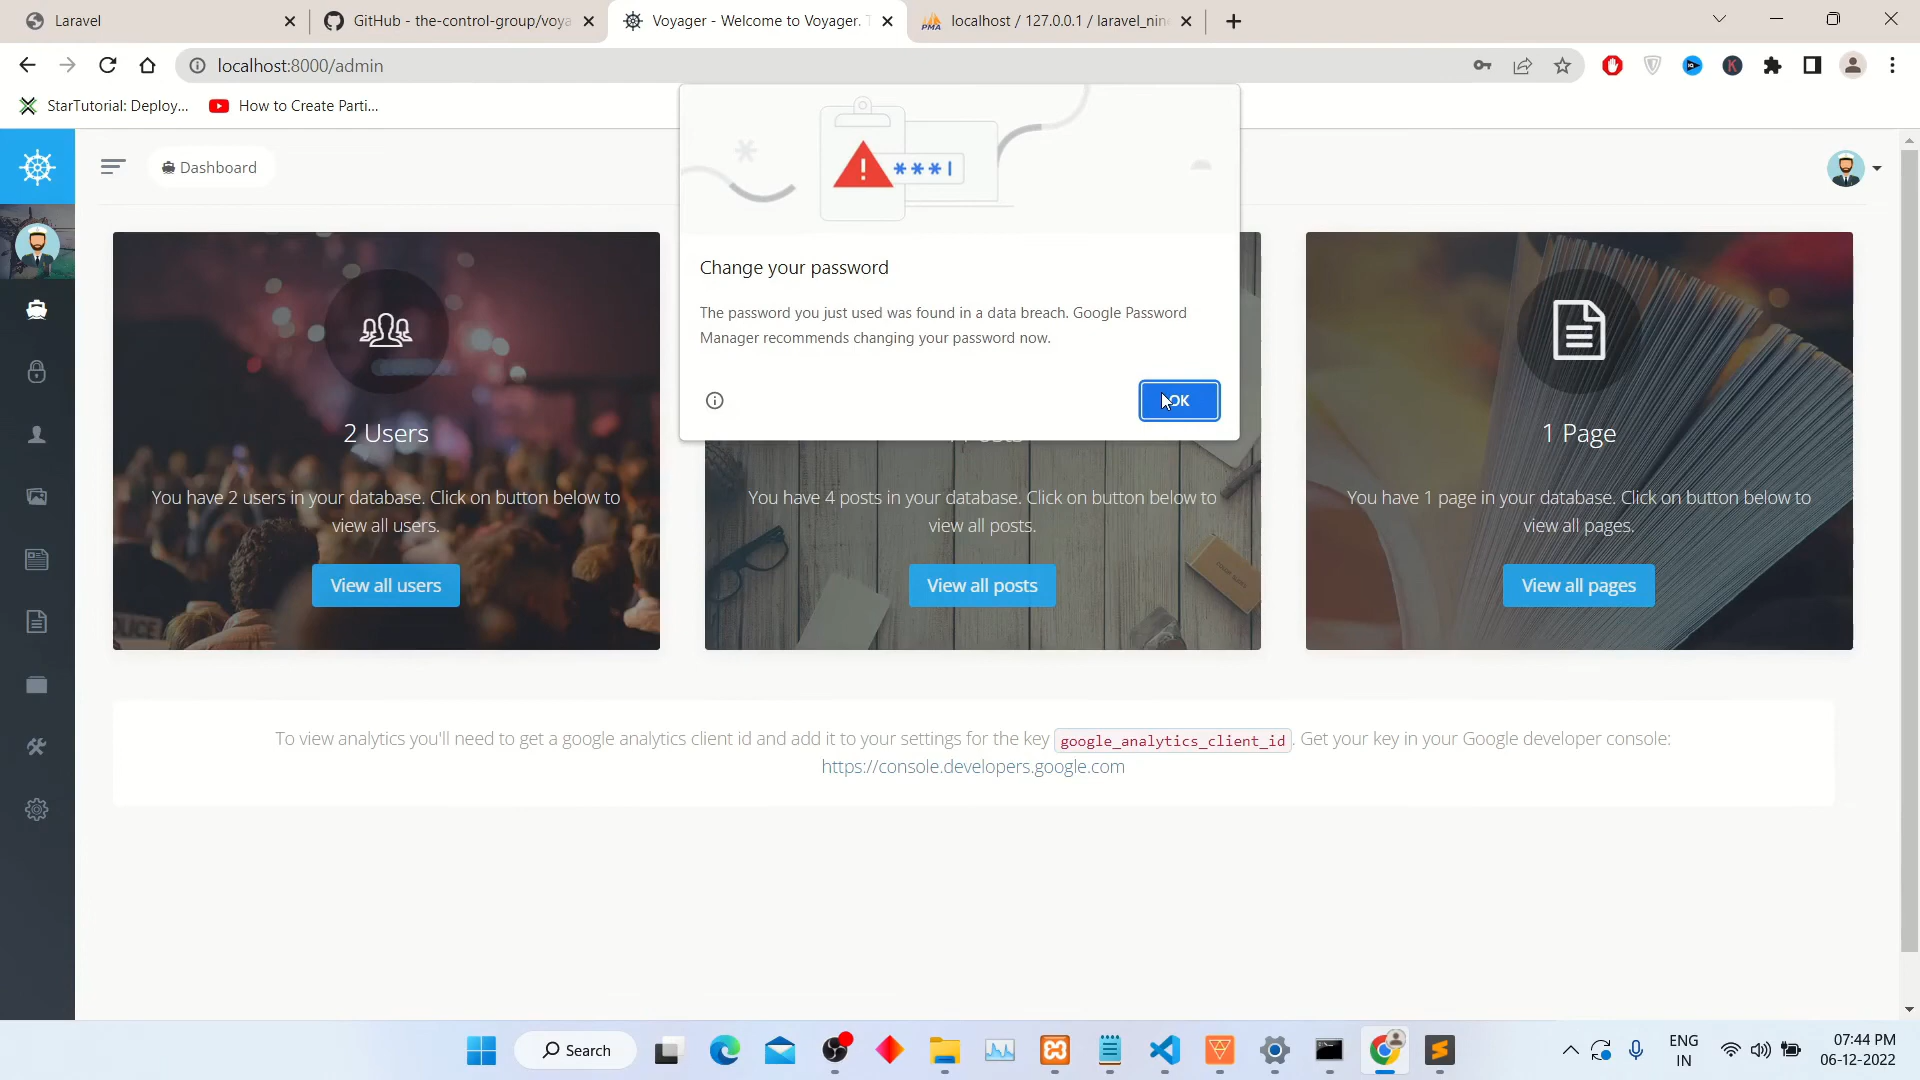 Laravel
GitHub - the-control-group/voya
Voyager - Welcome to Voyager. T
localhost / 127.0.0.1 / laravel_nine
localhost:8000/admin
StarTutorial: Deploy...
How to Create Parti...
Dashboard
***|
Change your password
The password you just used was found in a data breach. Google Password
Manager recommends changing your password now.
OK
2 Users
You have 2 users in your database. Click on button below to
view all users.
View all users
You have 4 posts in your database. Click on button below to
view all posts.
View all posts
1 Page
You have 1 page in your database. Click on button below to
view all pages.
View all pages
To view analytics you'll need to get a google analytics client id and add it to your settings for the key google_analytics_client_id. Get your key in your Google developer console:
https://console.developers.google.com
Search
ENG
IN
07:44 PM
06-12-2022